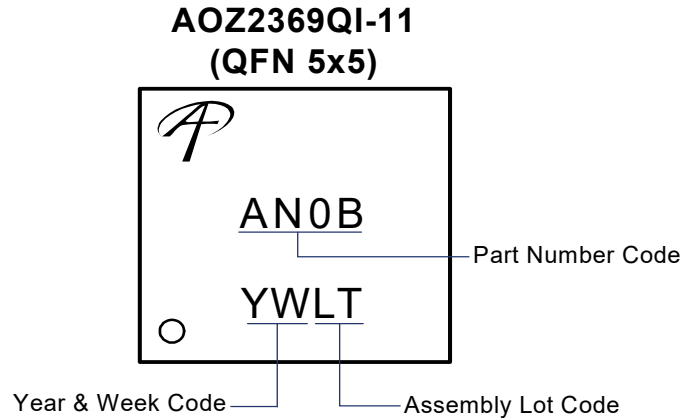 AOZ2369QI-11
(QFN 5x5)
AN0B
Part Number Code
YWLT
Year & Week Code
Assembly Lot Code